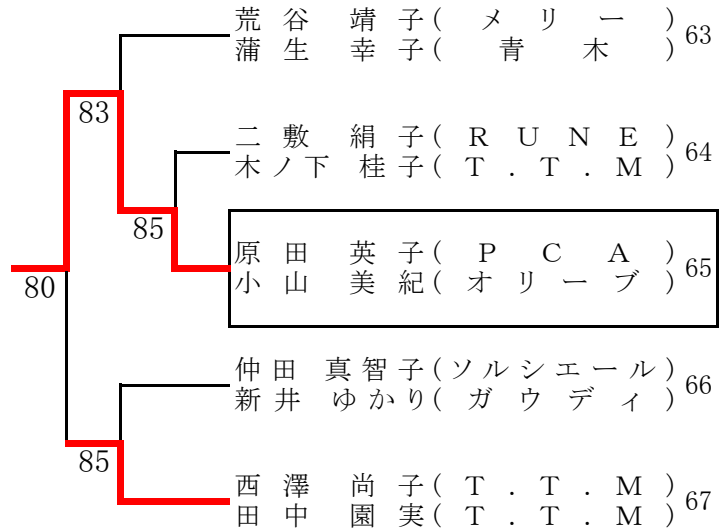 荒谷 靖子(メリー)
蒲生 幸子(青木)
63
83
二敷 絹子(RUNE)
木ノ下 桂子(T.T.M)
64
85
原田 英子(PCA)
小山 美紀(オリーブ)
65
80
仲田 真智子(ソルシエール)
新井 ゆかり(ガウディ)
66
85
西澤 尚子(T.T.M)
田中 園実(T.T.M)
67